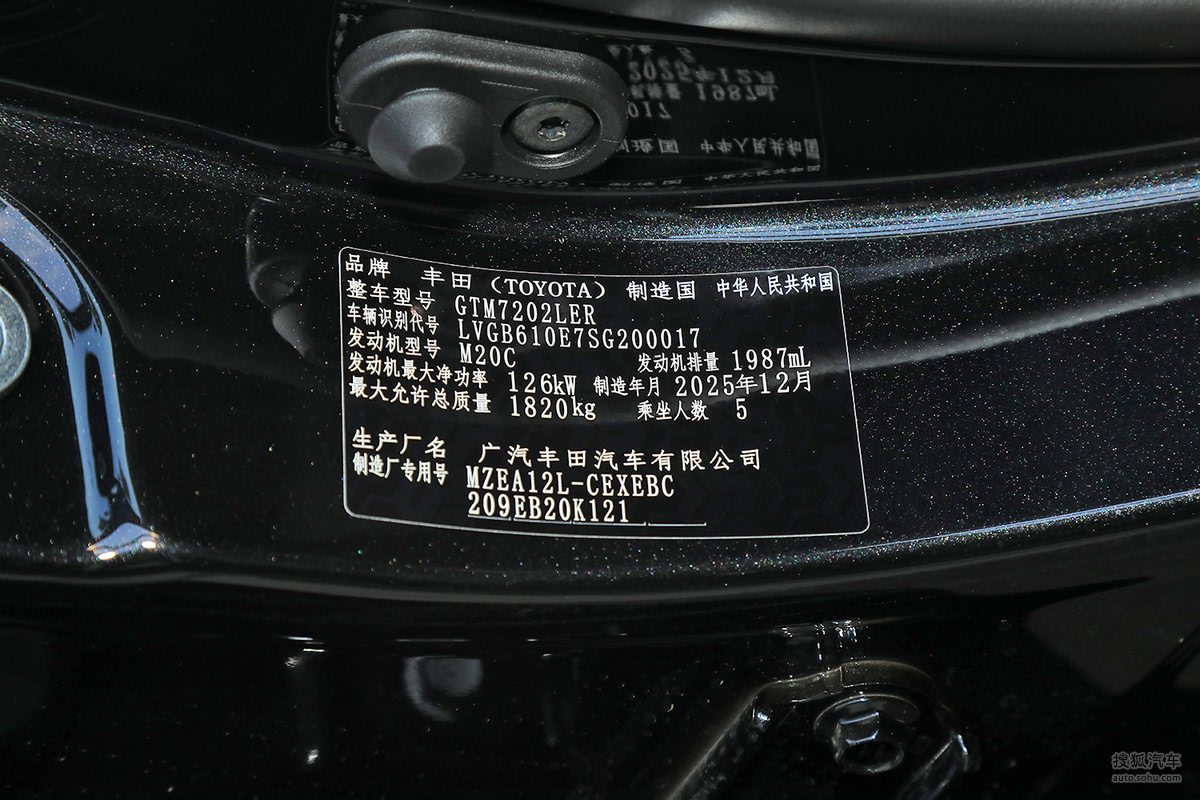 品牌 丰田（TOYOTA） 制造国 中华人民共和国
整车型号 GTM7202LER
车辆识别代号 LVGB610E7SG200017
发动机型号 M20C 发动机排量 1987mL
发动机最大净功率 126kW 制造年月 2025年12月
最大允许总质量 1820kg 乘坐人数 5
生产厂名 广汽丰田汽车有限公司
制造厂专用号 MZEA12L-CEXEBC
209EB20K121
搜狐汽车
auto.sohu.com